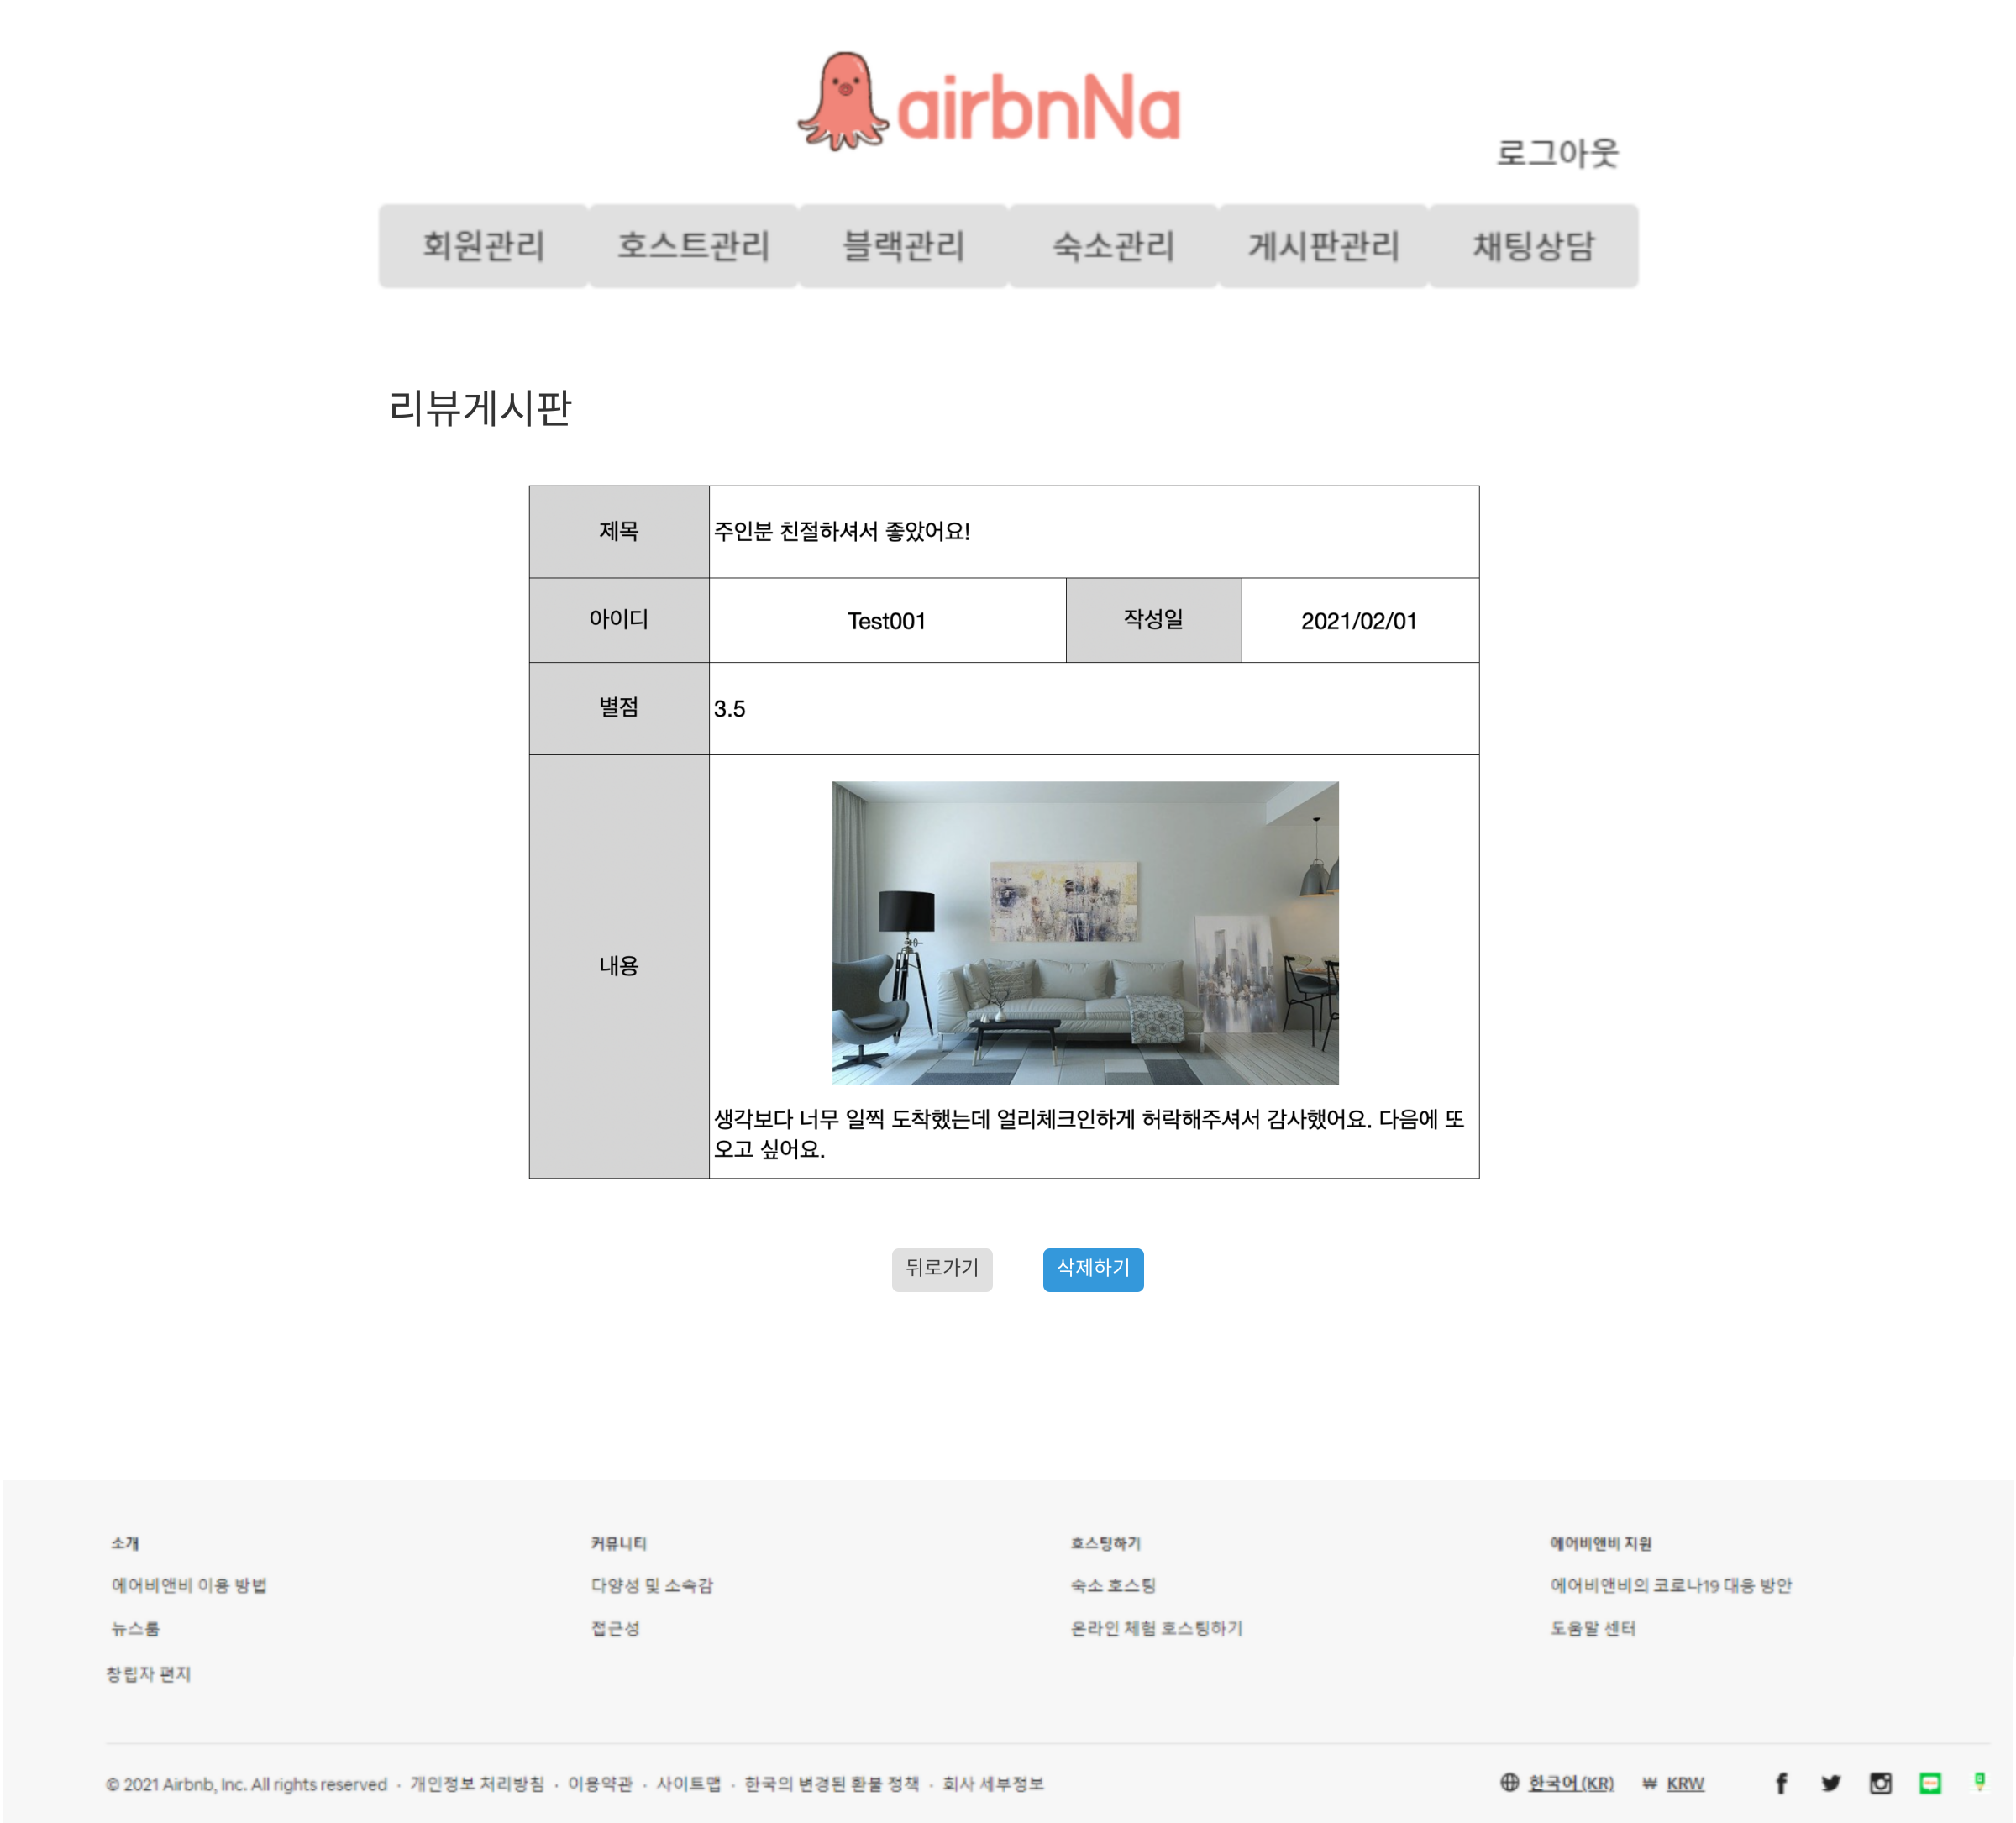 airbnNa
로그아웃
회원관리 호스트관리 블랙관리 숙소관리 게시판관리 채팅상담
리뷰게시판
제목 주인분 친절하셔서 좋았어요!
아이디 Test001 작성일 2021/02/01
별점 3.5
내용
생각보다 너무 일찍 도착했는데 얼리체크인하게 허락해주셔서 감사했어요. 다음에 또
오고 싶어요.
뒤로가기 삭제하기
소개 커뮤니티 호스팅하기 에어비앤비 지원
에어비앤비 이용 방법 다양성 및 소속감 숙소 호스팅 에어비앤비의 코로나19 대응 방안
뉴스룸 접근성 온라인 체험 호스팅하기 도움말 센터
창립자 편지
© 2021 Airbnb, Inc. All rights reserved · 개인정보 처리방침 · 이용약관 · 사이트맵 · 한국의 변경된 환불 정책 · 회사 세부정보 한국어 (KR) ₩ KRW